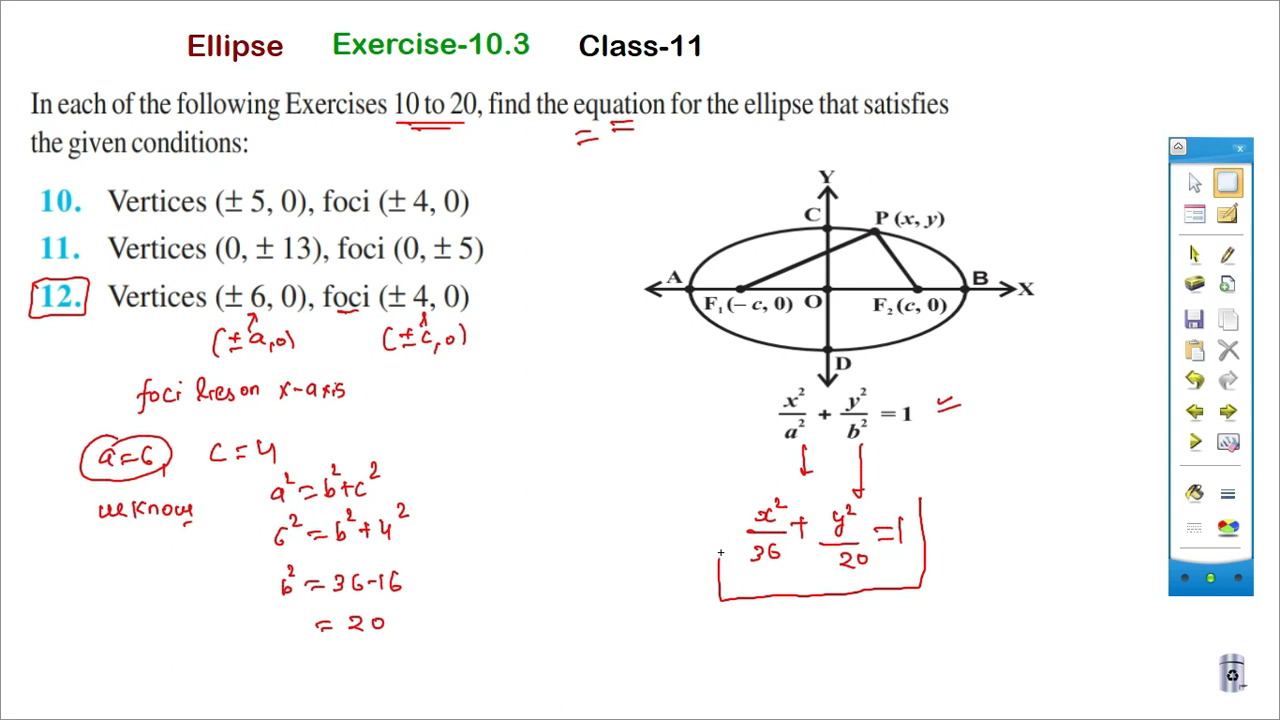 Ellipse Exercise-10.3 Class-11
In each of the following Exercises 10 to 20, find the equation for the ellipse that satisfies
the given conditions:
10. Vertices (± 5, 0), foci (± 4, 0)
11. Vertices (0, ± 13), foci (0, ± 5)
12. Vertices (± 6, 0), foci (± 4, 0)
(±a,0) (±c,0)
foci lies on x-axis
a=6 c=4
we know
a²=b²+c²
6²=b²+4²
b²=36-16
=20
Y
C
P (x, y)
A
B
X
F₁(– c, 0)
O
F₂(c, 0)
D
x²/a² + y²/b² = 1
x²/36 + y²/20 =1